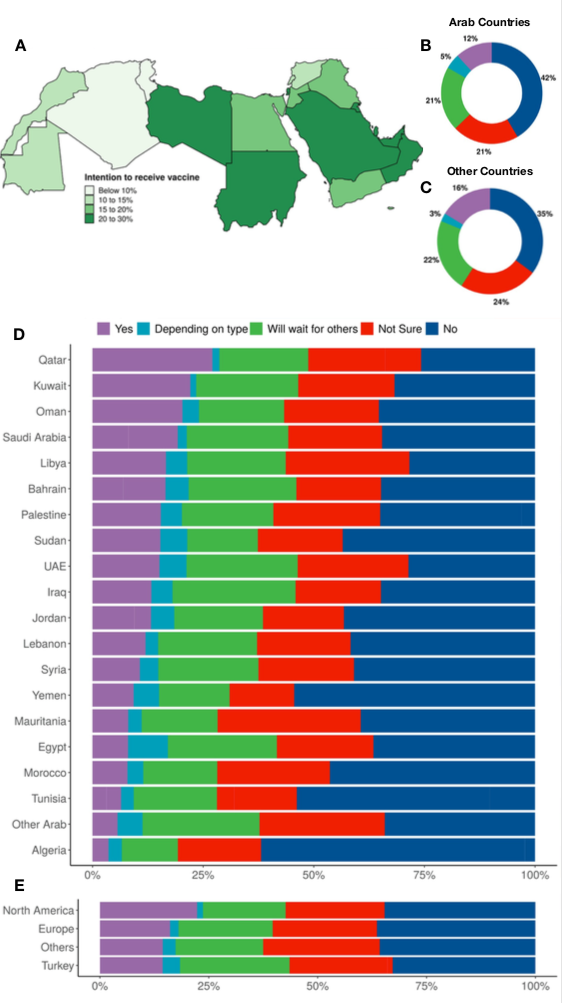 Arab Countries
A
B
12%
5%
42%
21%
21%
Intention to receive vaccine
Below 10%
10 to 15%
15 to 20%
20 to 30%
C
Other Countries
16%
3%
35%
22%
24%
D
Yes Depending on type Will wait for others Not Sure No
Qatar
Kuwait
Oman
Saudi Arabia
Libya
Bahrain
Palestine
Sudan
UAE
Iraq
Jordan
Lebanon
Syria
Yemen
Mauritania
Egypt
Morocco
Tunisia
Other Arab
Algeria
0% 25% 50% 75% 100%
E
North America
Europe
Others
Turkey
0% 25% 50% 75% 100%